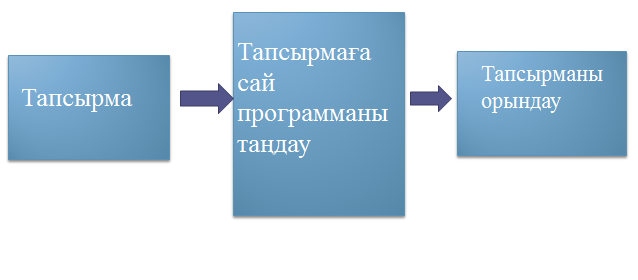 Тапсырма
Тапсырмаға
сай
программаны
таңдау
Тапсырманы
орындау